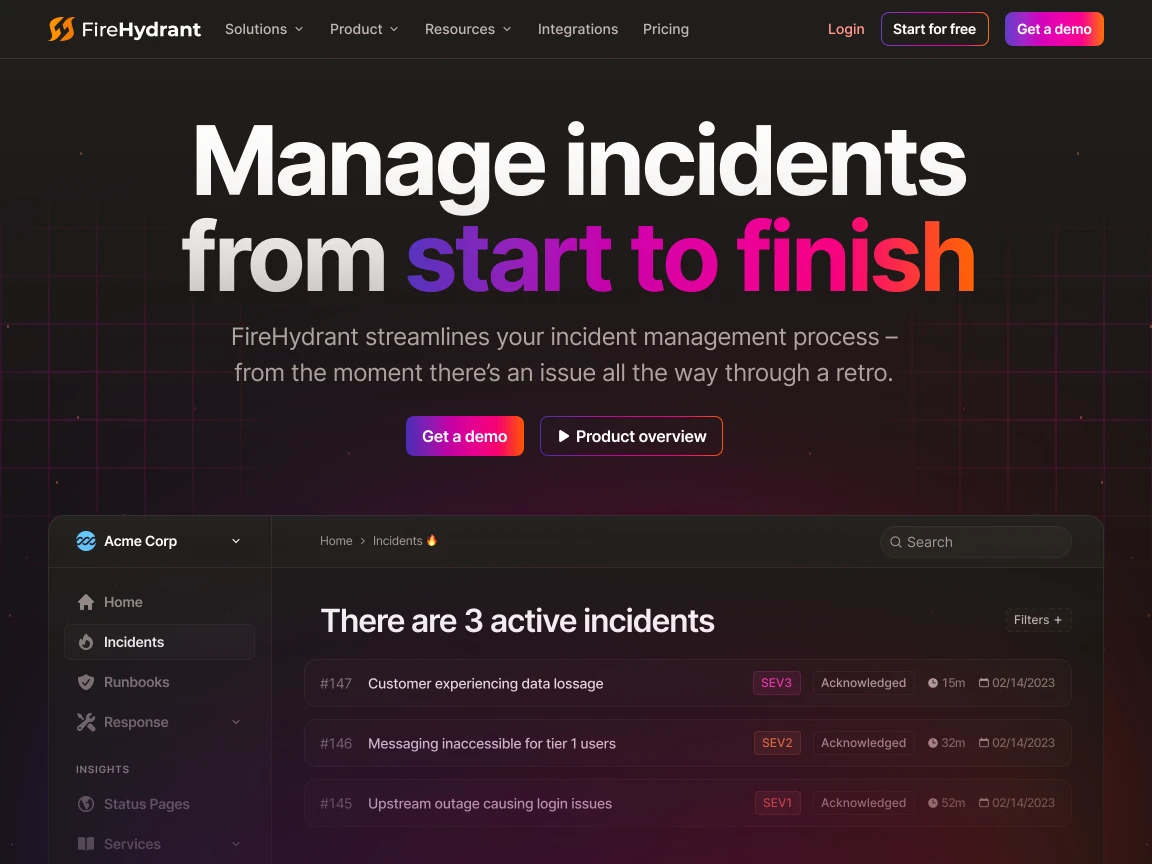 FireHydrant Solutions Product Resources Integrations Pricing Login Start for free Get a demo
Manage incidents
from start to finish
FireHydrant streamlines your incident management process –
from the moment there’s an issue all the way through a retro.
Get a demo Product overview
Acme Corp Home › Incidents 🔥 Search
Home
Incidents
Runbooks
Response
INSIGHTS
Status Pages
Services
There are 3 active incidents Filters +
#147 Customer experiencing data lossage SEV3 Acknowledged 15m 02/14/2023
#146 Messaging inaccessible for tier 1 users SEV2 Acknowledged 32m 02/14/2023
#145 Upstream outage causing login issues SEV1 Acknowledged 52m 02/14/2023